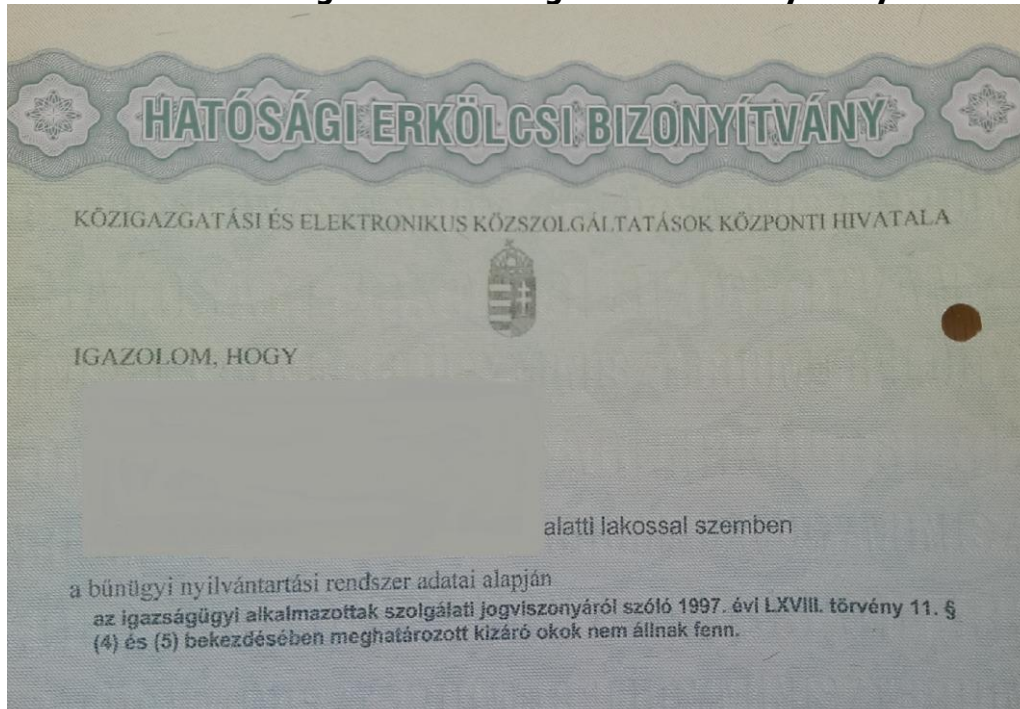 HATÓSÁGI ERKÖLCSI BIZONYÍTVÁNY
KÖZIGAZGATÁSI ÉS ELEKTRONIKUS KÖZSZOLGÁLTATÁSOK KÖZPONTI HIVATALA
IGAZOLOM, HOGY
alatti lakossal szemben
a bűnügyi nyilvántartási rendszer adatai alapján
az igazságügyi alkalmazottak szolgálati jogviszonyáról szóló 1997. évi LXVIII. törvény 11. §
(4) és (5) bekezdésében meghatározott kizáró okok nem állnak fenn.